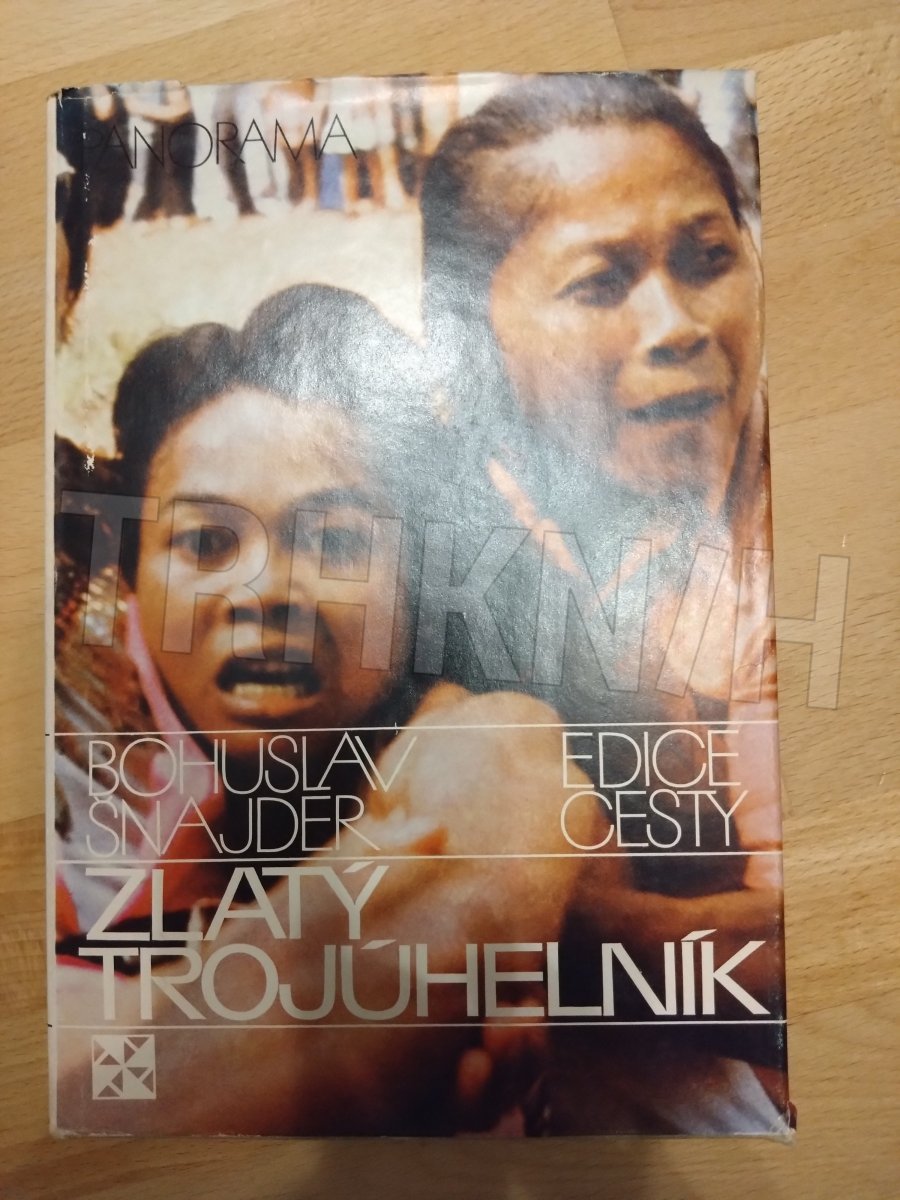 PANORAMA
TRHKNIH
BOHUSLAV
ŠNAJDER
EDICE
CESTY
ZLATÝ
TROJÚHELNÍK